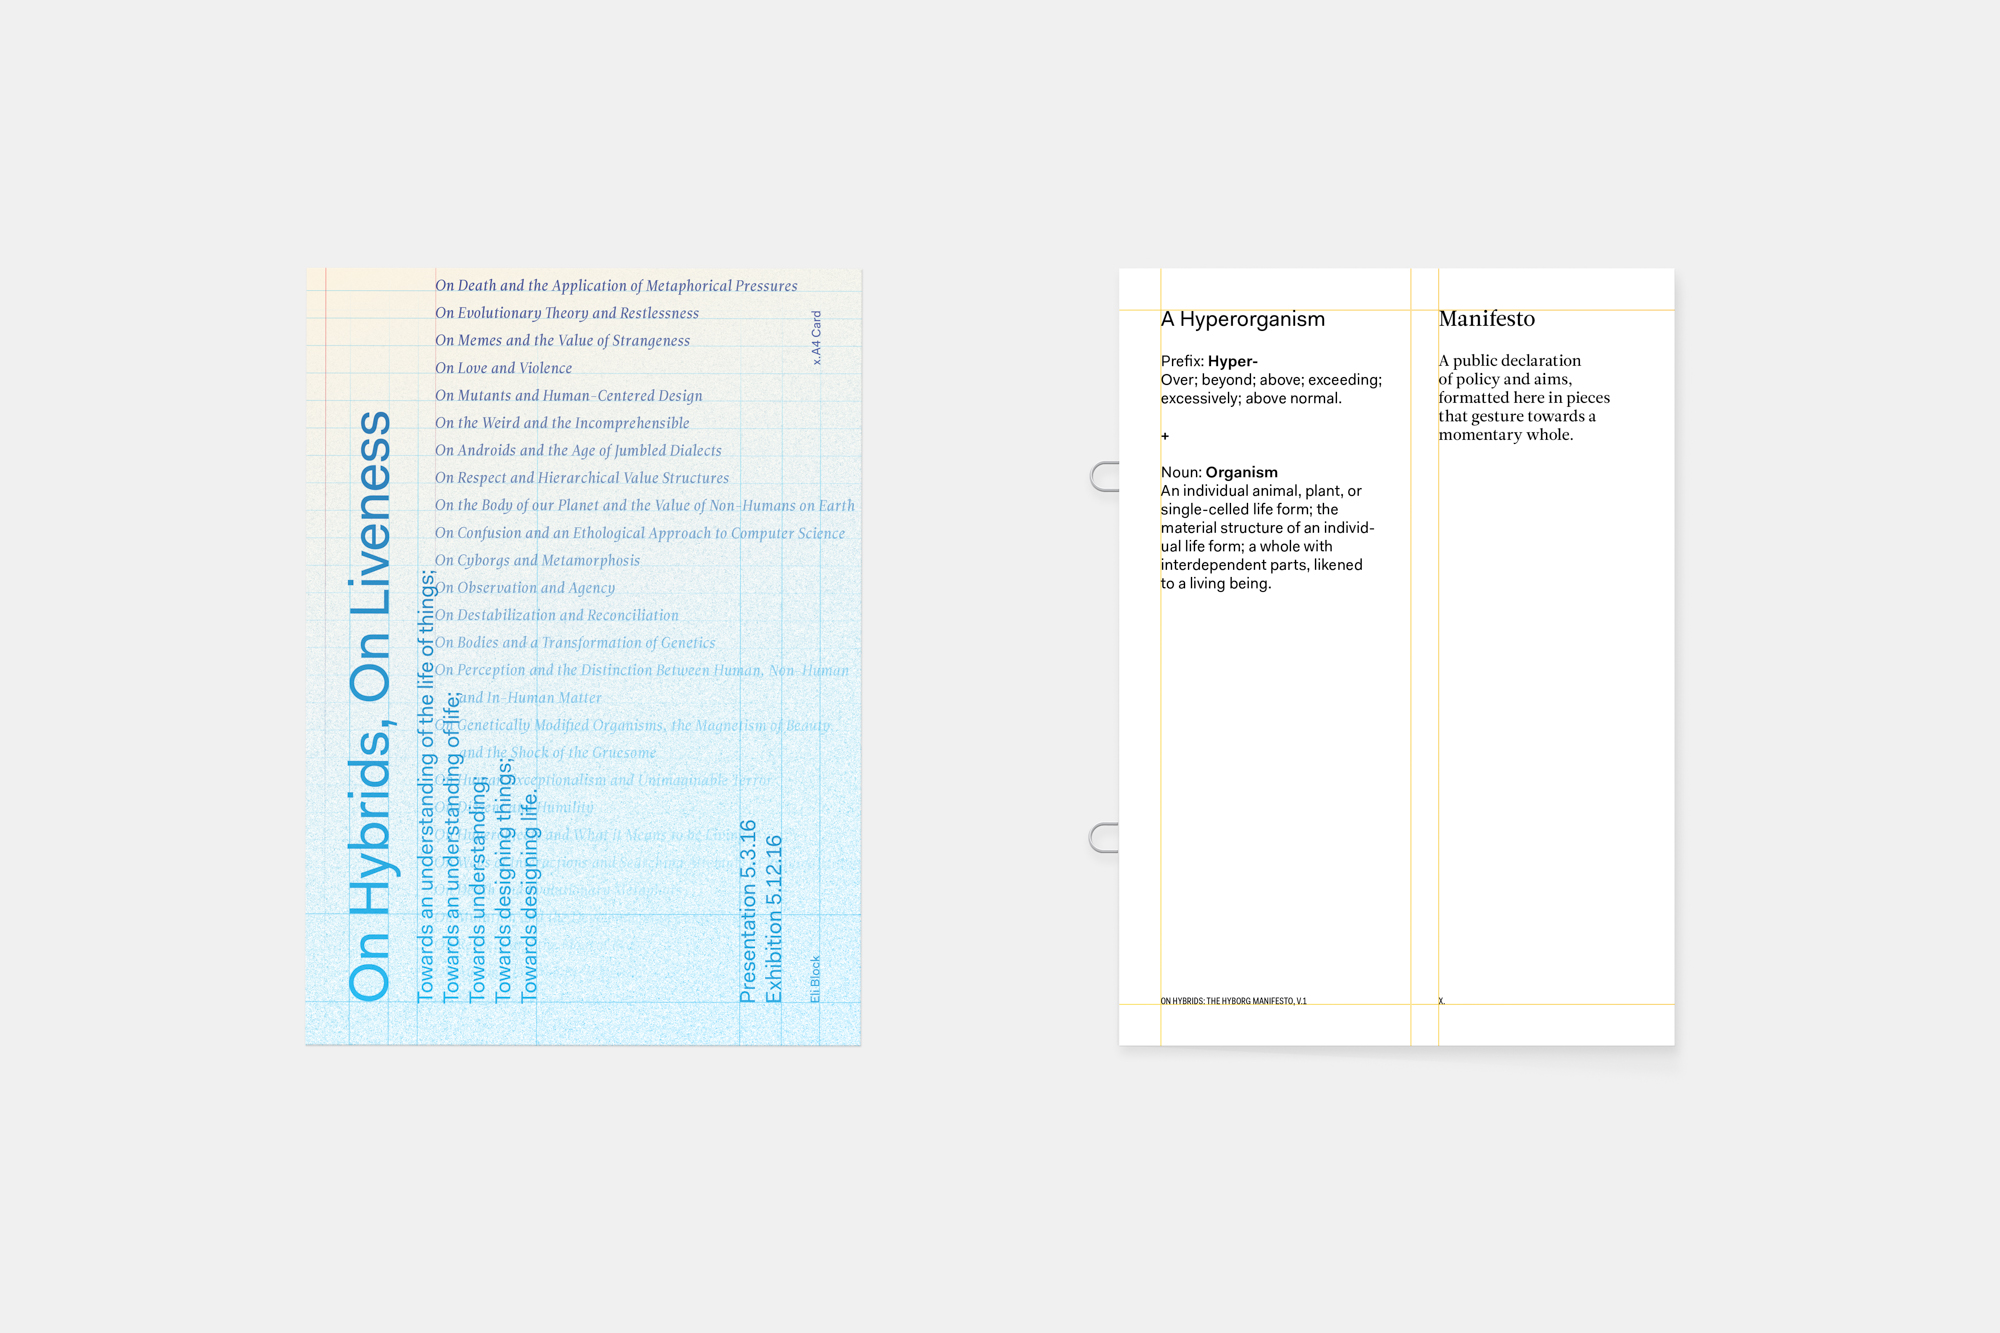 On Hybrids, On Liveness
Towards an understanding of the life of things;
Towards an understanding of life;
Towards understanding;
Towards designing things;
Towards designing life.
On Death and the Application of Metaphorical Pressures
On Evolutionary Theory and Restlessness
On Memes and the Value of Strangeness
On Love and Violence
On Mutants and Human-Centered Design
On the Weird and the Incomprehensible
On Androids and the Age of Jumbled Dialects
On Respect and Hierarchical Value Structures
On the Body of our Planet and the Value of Non-Humans on Earth
On Confusion and an Ethological Approach to Computer Science
On Cyborgs and Metamorphosis
On Observation and Agency
On Destabilization and Reconciliation
On Bodies and a Transformation of Genetics
On Perception and the Distinction Between Human, Non-Human
and In-Human Matter
On Genetically Modified Organisms, the Magnetism of Beauty
and the Shock of the Gruesome
On Human Exceptionalism and Unimaginable Terror
On Humility
On and What it Means to be Living
and Searching
On Evolutionary Metaphors
Presentation 5.3.16
Exhibition 5.12.16
x.A4 Card
Eli Block
A Hyperorganism
Prefix: Hyper-
Over; beyond; above; exceeding;
excessively; above normal.
+
Noun: Organism
An individual animal, plant, or
single-celled life form; the
material structure of an individ-
ual life form; a whole with
interdependent parts, likened
to a living being.
ON HYBRIDS: THE HYBORG MANIFESTO, V.1
Manifesto
A public declaration
of policy and aims,
formatted here in pieces
that gesture towards a
momentary whole.
X.